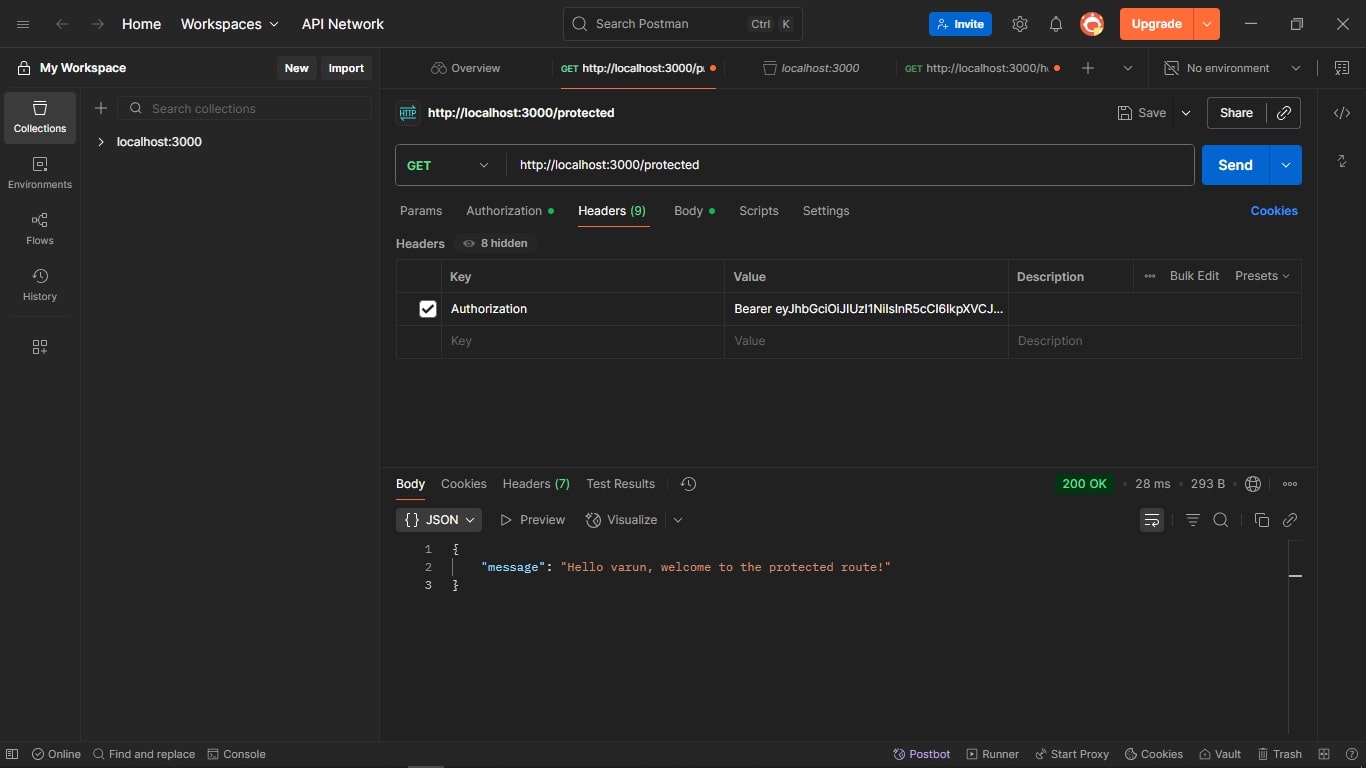 Home Workspaces API Network Search Postman Ctrl K Invite Upgrade
My Workspace New Import
Overview GET http://localhost:3000/p localhost:3000 GET http://localhost:3000/h No environment
Collections
Search collections
localhost:3000
Environments
Flows
History
http://localhost:3000/protected Save Share
GET http://localhost:3000/protected Send
Params Authorization Headers (9) Body Scripts Settings Cookies
Headers 8 hidden
Key Value Description Bulk Edit Presets
Authorization Bearer eyJhbGciOiJIUzI1NiIsInR5cCI6IkpXVCJ...
Key Value Description
Body Cookies Headers (7) Test Results 200 OK 28 ms 293 B
{} JSON Preview Visualize
1 {
2 "message": "Hello varun, welcome to the protected route!"
3 }
Online Find and replace Console Postbot Runner Start Proxy Cookies Vault Trash